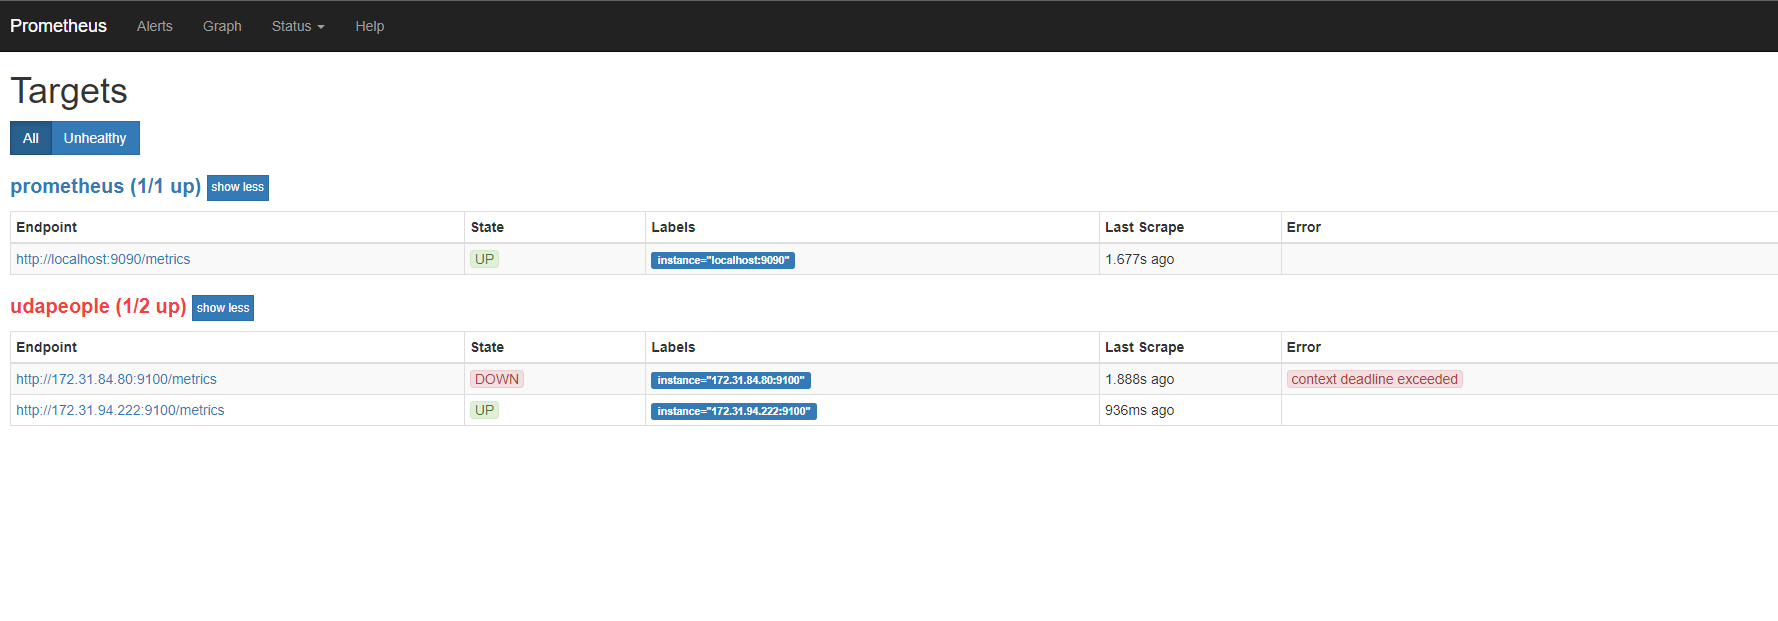 Prometheus Alerts Graph Status Help
Targets
All Unhealthy
prometheus (1/1 up) show less
Endpoint State Labels Last Scrape Error
http://localhost:9090/metrics UP instance="localhost:9090" 1.677s ago
udapeople (1/2 up) show less
Endpoint State Labels Last Scrape Error
http://172.31.84.80:9100/metrics DOWN instance="172.31.84.80:9100" 1.888s ago context deadline exceeded
http://172.31.94.222:9100/metrics UP instance="172.31.94.222:9100" 936ms ago